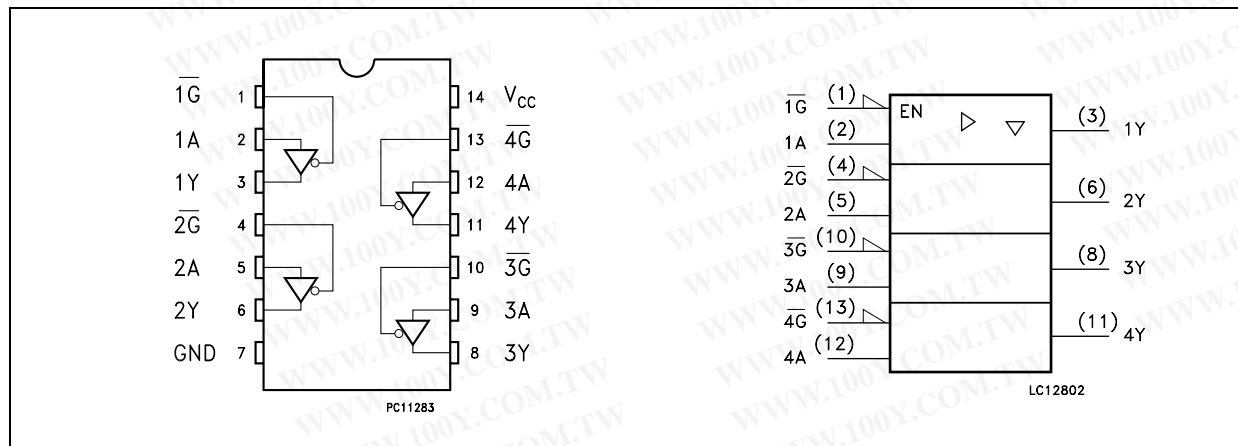 1G 1 14 VCC
1A 2 13 4G
1Y 3 12 4A
2G 4 11 4Y
2A 5 10 3G
2Y 6 9 3A
GND 7 8 3Y
PC11283
1G (1) EN (3) 1Y
1A (2)
2G (4) (6) 2Y
2A (5)
3G (10) (8) 3Y
3A (9)
4G (13) (11) 4Y
4A (12)
LC12802
WWW.100Y.COM.TW